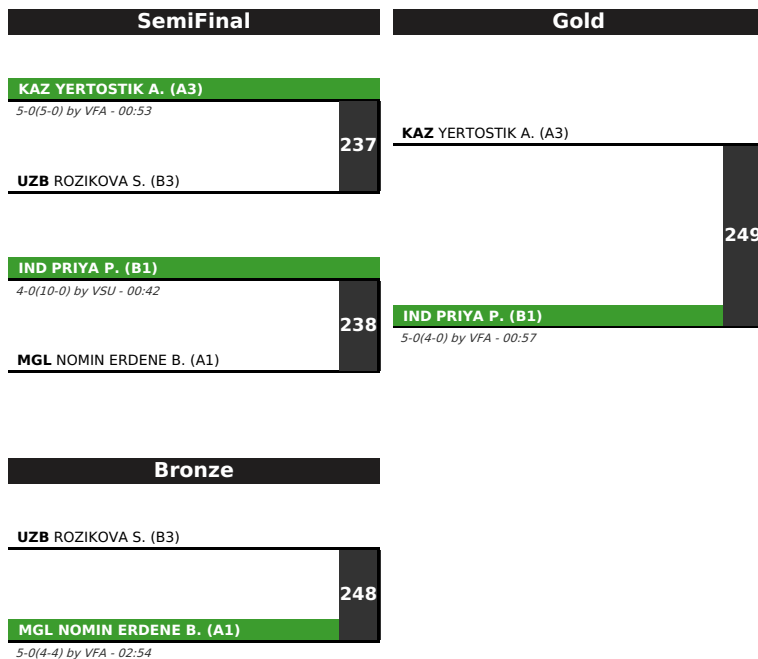 SemiFinal
KAZ YERTOSTIK A. (A3)
5-0(5-0) by VFA - 00:53
237
UZB ROZIKOVA S. (B3)
IND PRIYA P. (B1)
4-0(10-0) by VSU - 00:42
238
MGL NOMIN ERDENE B. (A1)
Gold
KAZ YERTOSTIK A. (A3)
249
IND PRIYA P. (B1)
5-0(4-0) by VFA - 00:57
Bronze
UZB ROZIKOVA S. (B3)
248
MGL NOMIN ERDENE B. (A1)
5-0(4-4) by VFA - 02:54